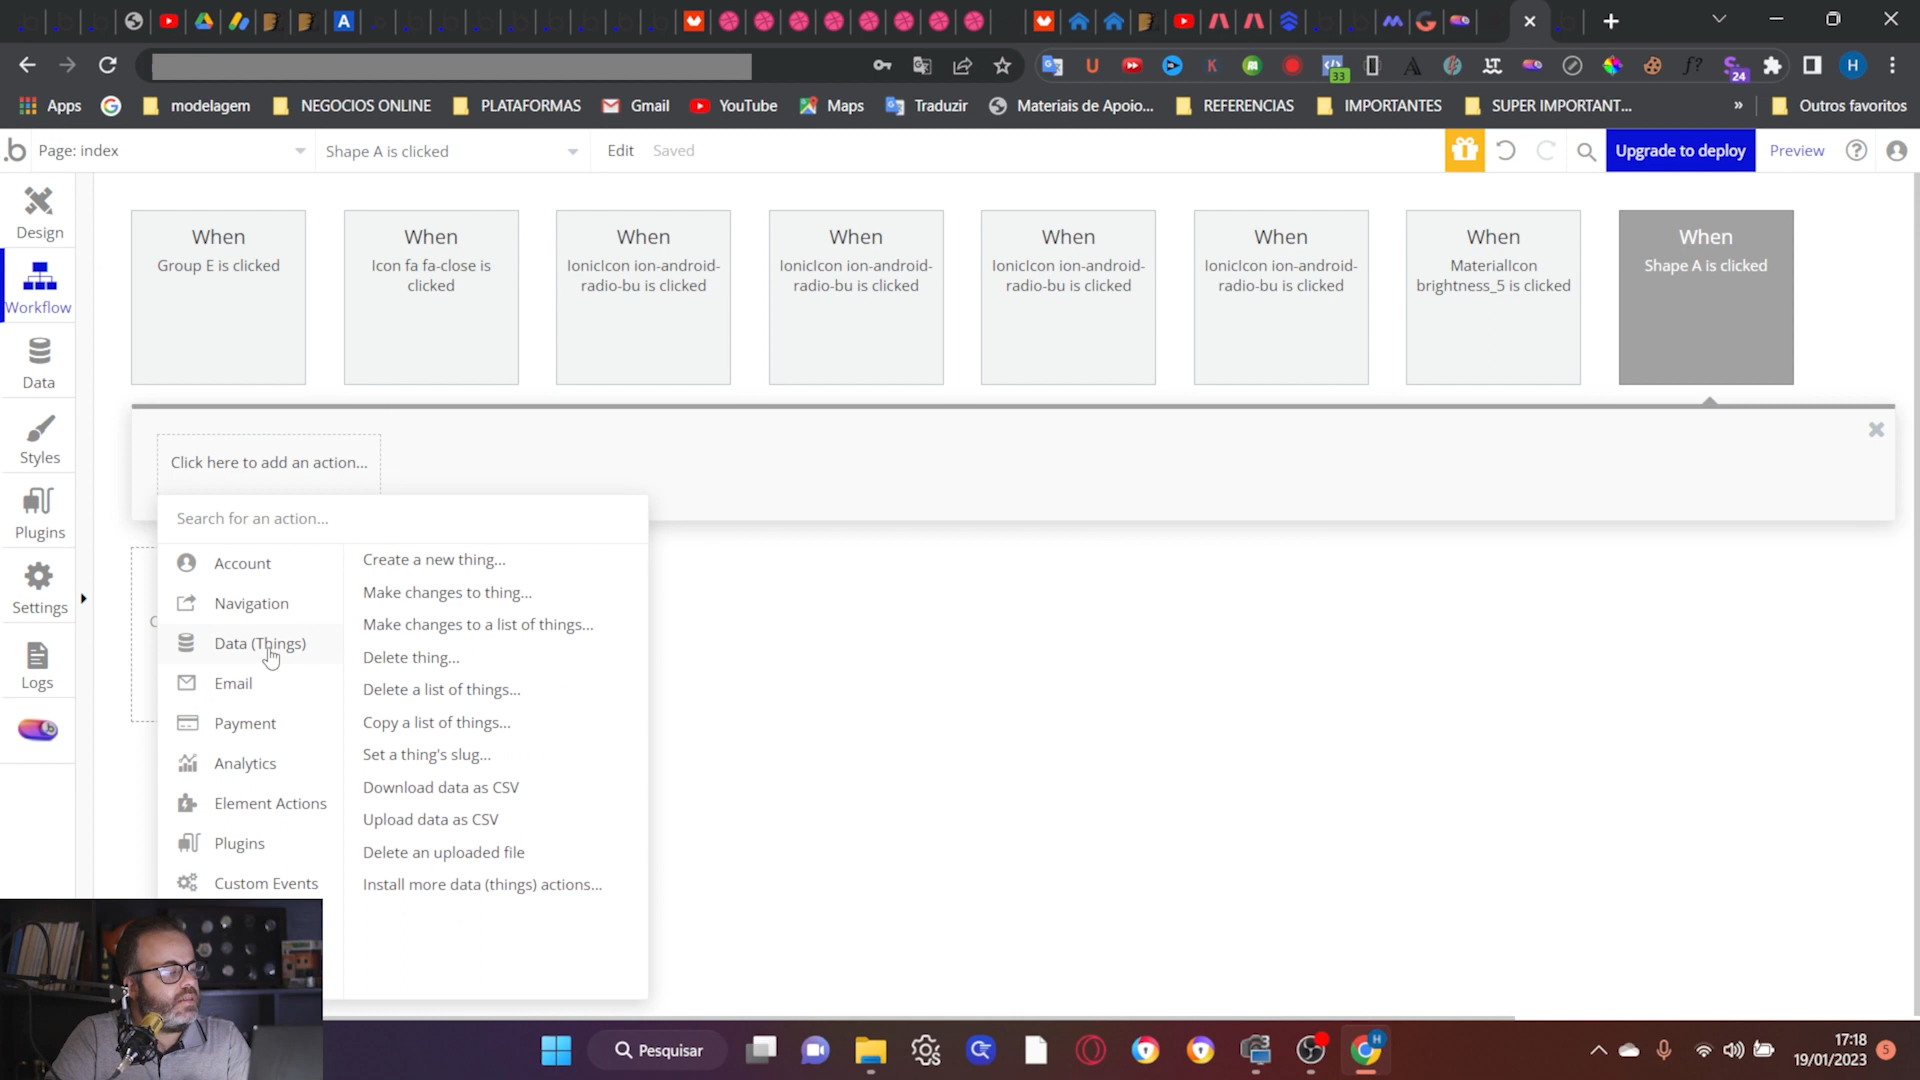 33
24
H
Apps
modelagem
NEGOCIOS ONLINE
PLATAFORMAS
Gmail
YouTube
Maps
Traduzir
Materiais de Apoio...
REFERENCIAS
IMPORTANTES
SUPER IMPORTANT...
»
Outros favoritos
.b
Page: index
Shape A is clicked
Edit
Saved
Upgrade to deploy
Preview
Design
Workflow
Data
Styles
Plugins
Settings
Logs
When
Group E is clicked
When
Icon fa fa-close is
clicked
When
IonicIcon ion-android-
radio-bu is clicked
When
IonicIcon ion-android-
radio-bu is clicked
When
IonicIcon ion-android-
radio-bu is clicked
When
IonicIcon ion-android-
radio-bu is clicked
When
MaterialIcon
brightness_5 is clicked
When
Shape A is clicked
Click here to add an action...
Search for an action...
Account
Navigation
Data (Things)
Email
Payment
Analytics
Element Actions
Plugins
Custom Events
Create a new thing...
Make changes to thing...
Make changes to a list of things...
Delete thing...
Delete a list of things...
Copy a list of things...
Set a thing's slug...
Download data as CSV
Upload data as CSV
Delete an uploaded file
Install more data (things) actions...
Pesquisar
H
17:18
19/01/2023
5